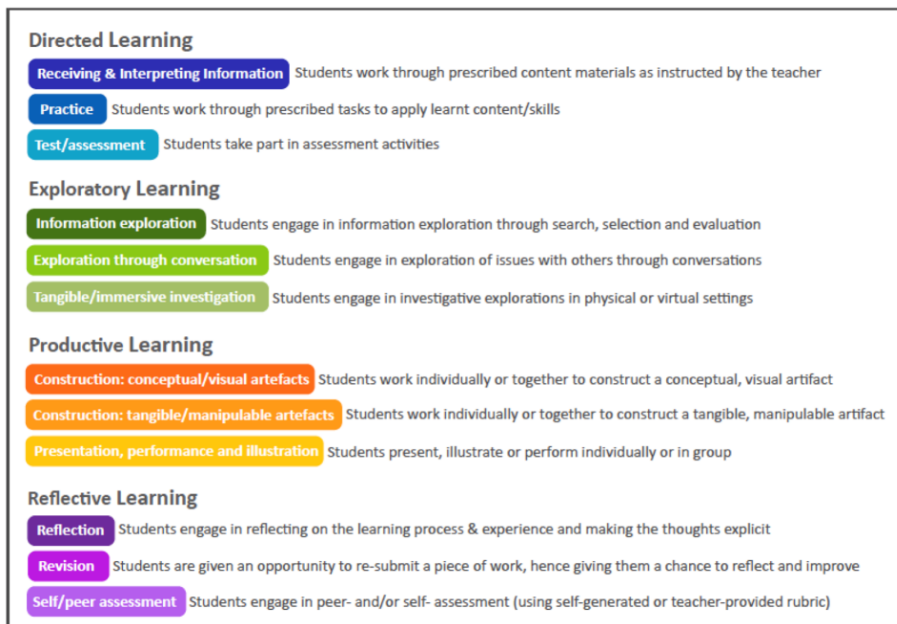 Directed Learning
Receiving & Interpreting Information Students work through prescribed content materials as instructed by the teacher
Practice Students work through prescribed tasks to apply learnt content/skills
Test/assessment Students take part in assessment activities
Exploratory Learning
Information exploration Students engage in information exploration through search, selection and evaluation
Exploration through conversation Students engage in exploration of issues with others through conversations
Tangible/immersive investigation Students engage in investigative explorations in physical or virtual settings
Productive Learning
Construction: conceptual/visual artefacts Students work individually or together to construct a conceptual, visual artifact
Construction: tangible/manipulable artefacts Students work individually or together to construct a tangible, manipulable artifact
Presentation, performance and illustration Students present, illustrate or perform individually or in group
Reflective Learning
Reflection Students engage in reflecting on the learning process & experience and making the thoughts explicit
Revision Students are given an opportunity to re-submit a piece of work, hence giving them a chance to reflect and improve
Self/peer assessment Students engage in peer- and/or self- assessment (using self-generated or teacher-provided rubric)